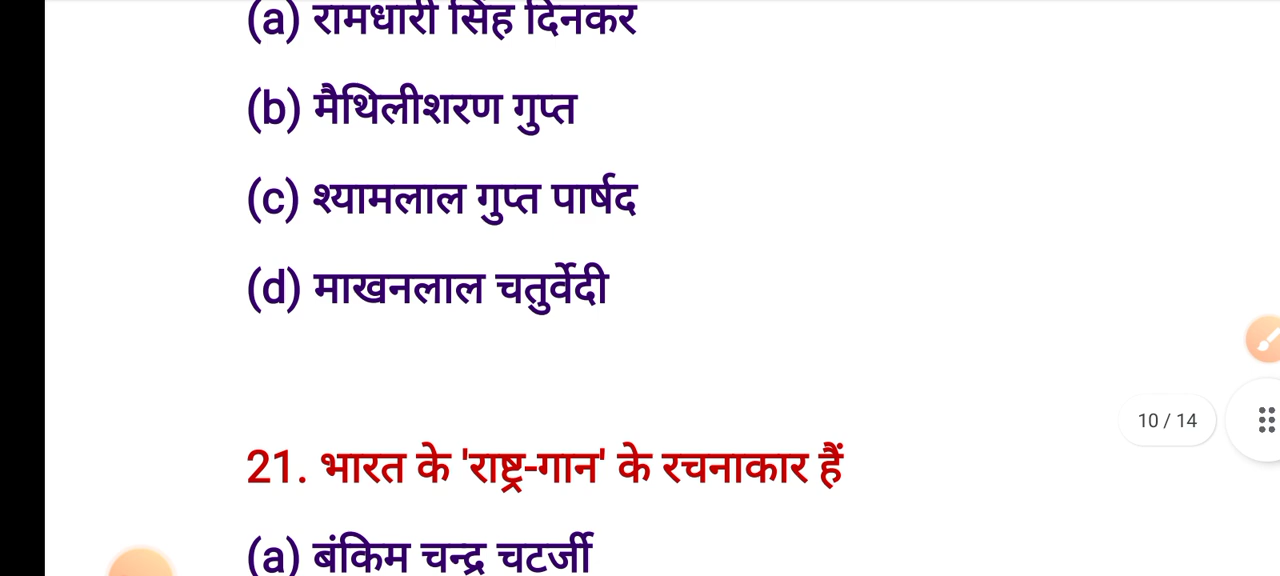 (a) रामधारी सिंह दिनकर
(b) मैथिलीशरण गुप्त
(c) श्यामलाल गुप्त पार्षद
(d) माखनलाल चतुर्वेदी
10 / 14
21. भारत के 'राष्ट्र-गान' के रचनाकार हैं
(a) बंकिम चन्द्र चटर्जी